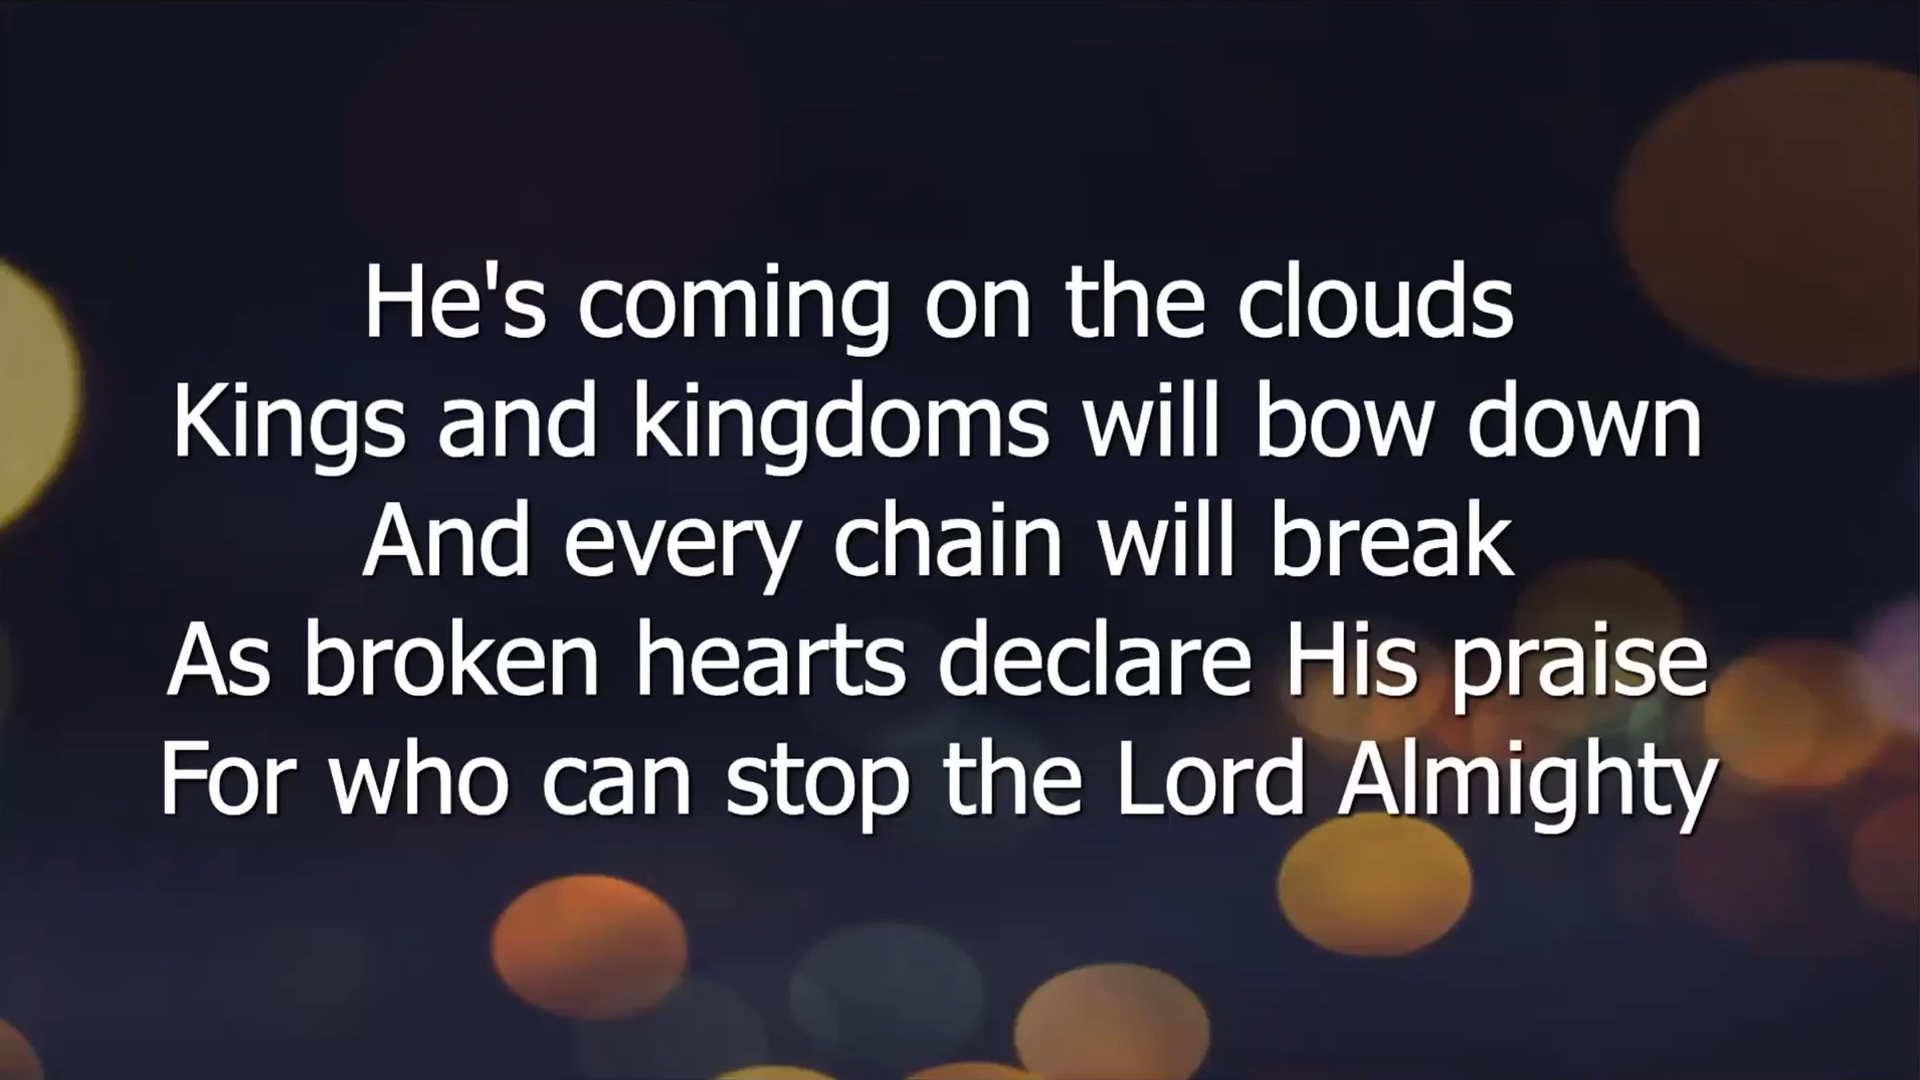 He's coming on the clouds
Kings and kingdoms will bow down
And every chain will break
As broken hearts declare His praise
For who can stop the Lord Almighty